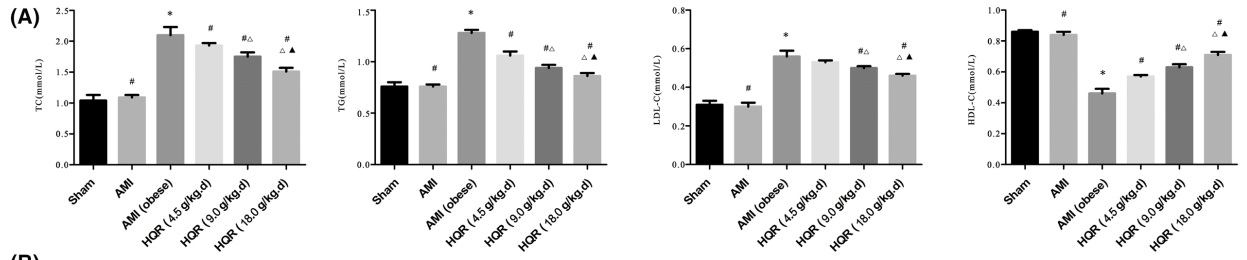 (A)
TC(mmol/L)
2.5
2.0
1.5
1.0
0.5
0.0
*
#
#
#△
#
△ ▲
Sham
AMI
AMI (obese)
HQR ( 4.5 g/kg.d)
HQR ( 9.0 g/kg.d)
HQR ( 18.0 g/kg.d)
TG(mmol/L)
1.5
1.0
0.5
0.0
*
#
#
#△
#
△ ▲
Sham
AMI
AMI (obese)
HQR ( 4.5 g/kg.d)
HQR ( 9.0 g/kg.d)
HQR ( 18.0 g/kg.d)
LDL-C(mmol/L)
0.8
0.6
0.4
0.2
0.0
*
#
#△
#
△ ▲
Sham
AMI
AMI (obese)
HQR ( 4.5 g/kg.d)
HQR ( 9.0 g/kg.d)
HQR ( 18.0 g/kg.d)
HDL-C(mmol/L)
1.0
0.8
0.6
0.4
0.2
0.0
#
*
#
#△
#
△ ▲
Sham
AMI
AMI (obese)
HQR ( 4.5 g/kg.d)
HQR ( 9.0 g/kg.d)
HQR ( 18.0 g/kg.d)